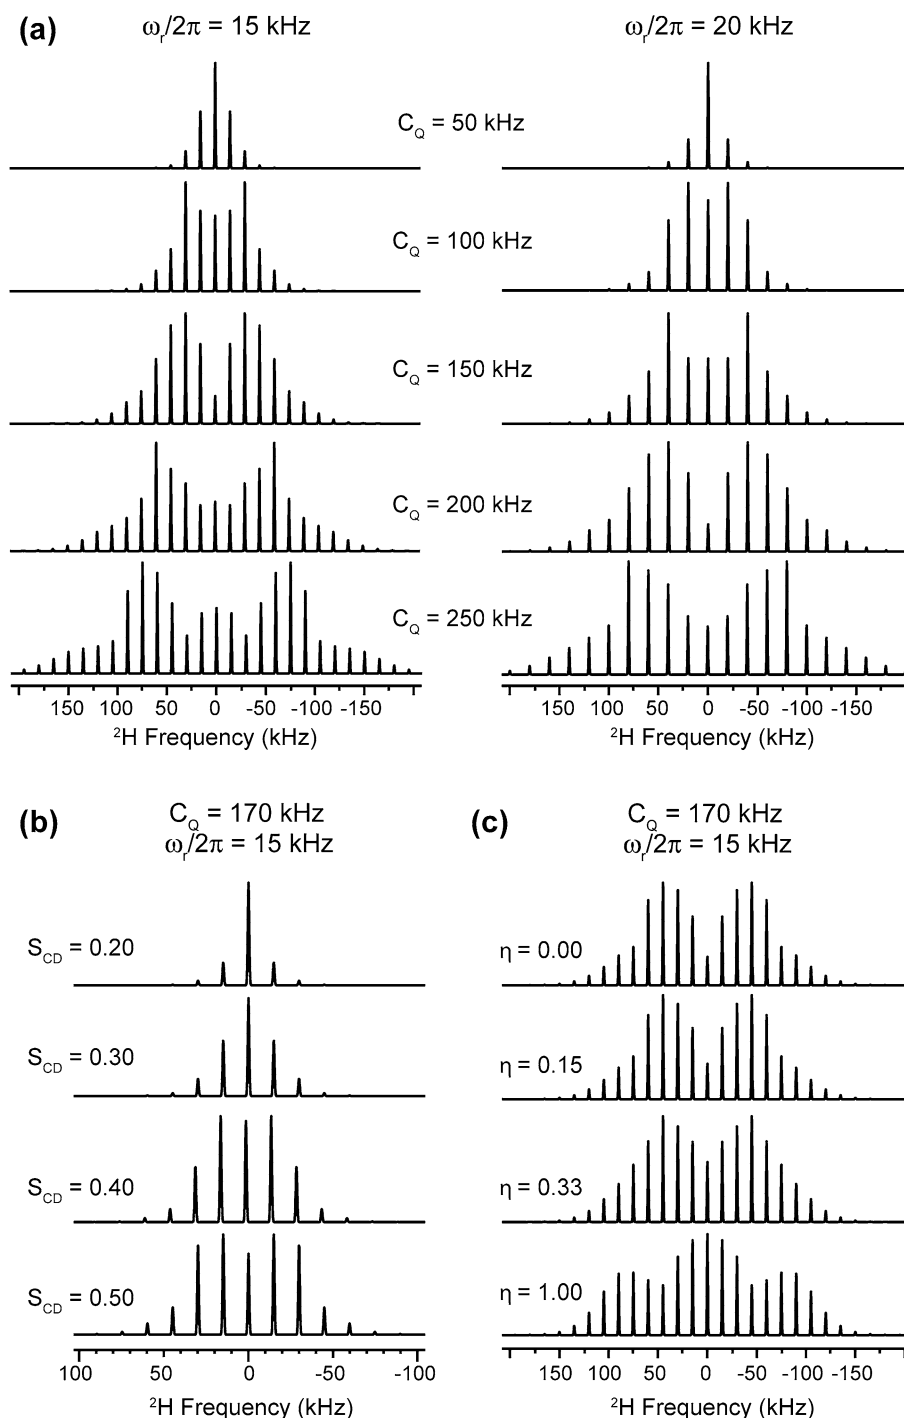 (a)
ωr/2π = 15 kHz
ωr/2π = 20 kHz
CQ = 50 kHz
CQ = 100 kHz
CQ = 150 kHz
CQ = 200 kHz
CQ = 250 kHz
150 100 50 0 -50 -100 -150
150 100 50 0 -50 -100 -150
²H Frequency (kHz)
²H Frequency (kHz)
(b)
CQ = 170 kHz
ωr/2π = 15 kHz
SCD = 0.20
SCD = 0.30
SCD = 0.40
SCD = 0.50
100 50 0 -50 -100
²H Frequency (kHz)
(c)
CQ = 170 kHz
ωr/2π = 15 kHz
η = 0.00
η = 0.15
η = 0.33
η = 1.00
150 100 50 0 -50 -100 -150
²H Frequency (kHz)